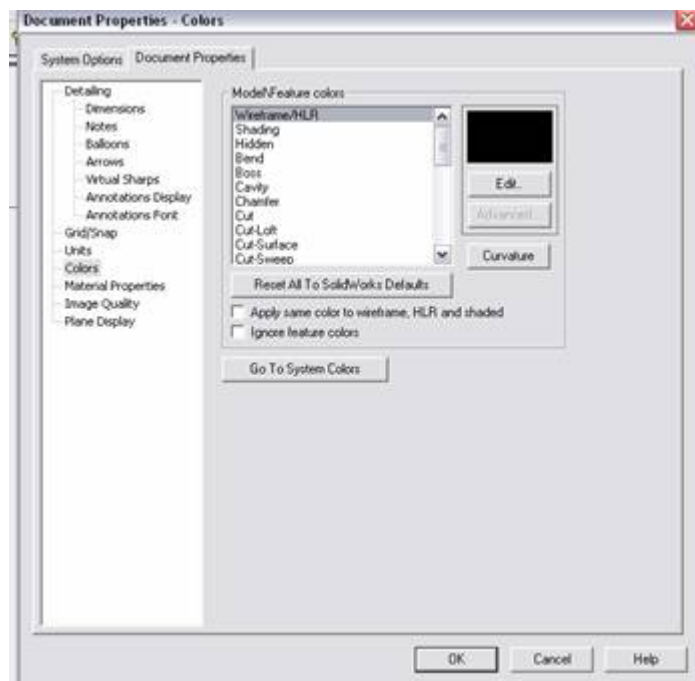 Document Properties - Colors
System Options
Document Properties
Detailing
Dimensions
Notes
Balloons
Arrows
Virtual Sharps
Annotations Display
Annotations Font
Grid/Snap
Units
Colors
Material Properties
Image Quality
Plane Display
Model\Feature colors
Wireframe/HLR
Shading
Hidden
Bend
Boss
Cavity
Chamfer
Cut
Cut-Loft
Cut-Surface
Cut-Sweep
Edit...
Advanced...
Curvature
Reset All To SolidWorks Defaults
Apply same color to wireframe, HLR and shaded
Ignore feature colors
Go To System Colors
OK
Cancel
Help